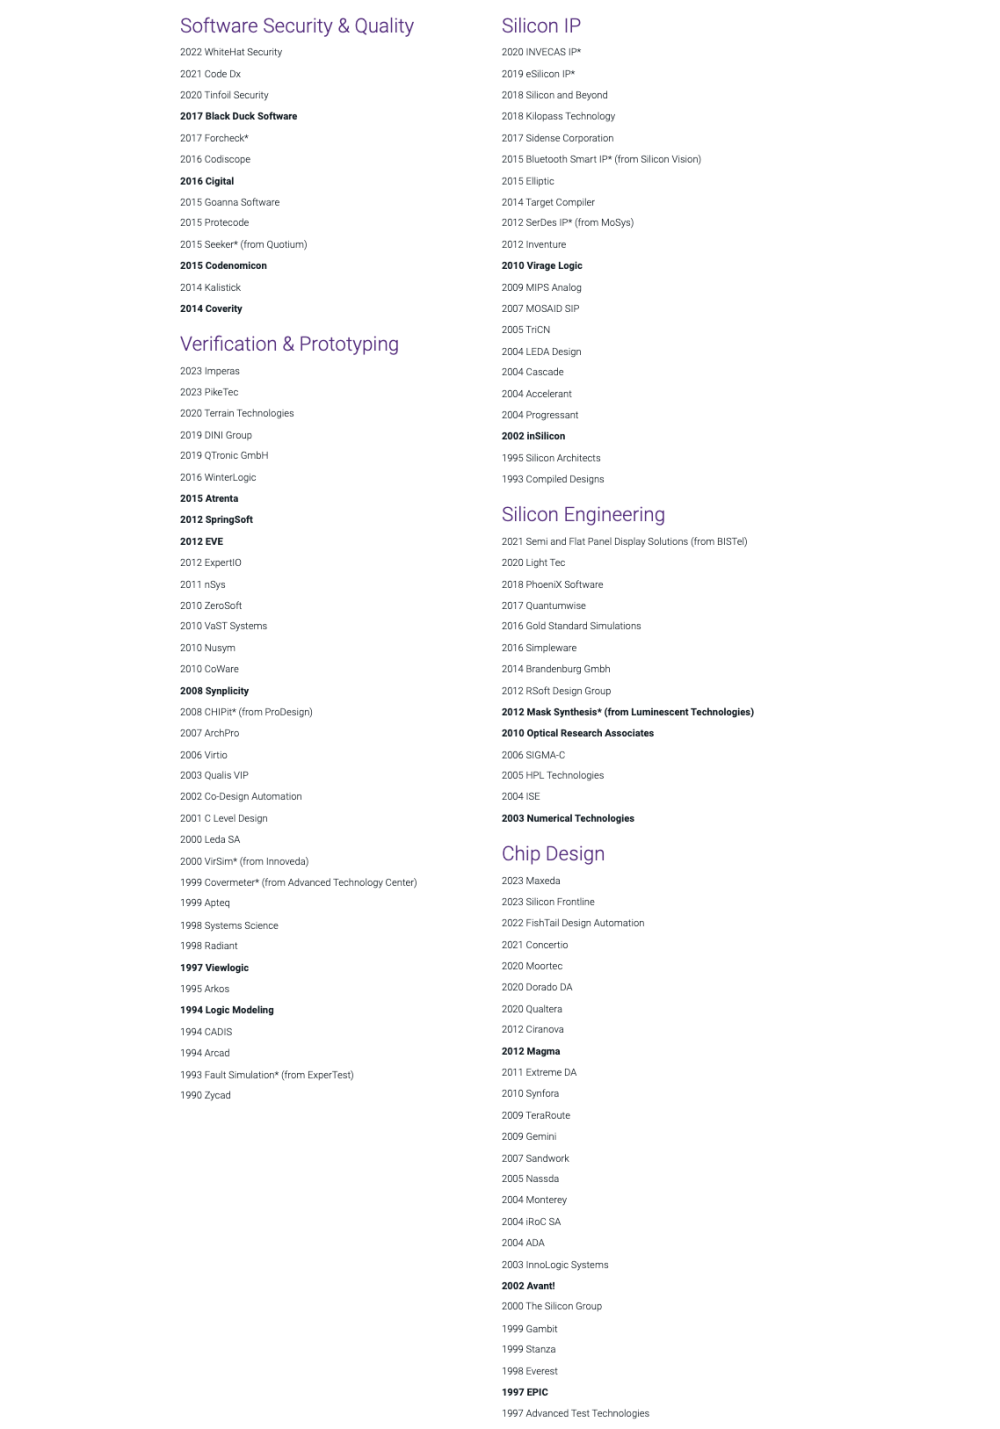 Software Security & Quality
2022 WhiteHat Security
2021 Code Dx
2020 Tinfoil Security
2017 Black Duck Software
2017 Forcheck*
2016 Codiscope
2016 Cigital
2015 Goanna Software
2015 Protecode
2015 Seeker* (from Quotium)
2015 Codenomicon
2014 Kalistick
2014 Coverity
Verification & Prototyping
2023 Imperas
2023 PikeTec
2020 Terrain Technologies
2019 DINI Group
2019 QTronic GmbH
2016 WinterLogic
2015 Atrenta
2012 SpringSoft
2012 EVE
2012 ExpertIO
2011 nSys
2010 ZeroSoft
2010 VaST Systems
2010 Nusym
2010 CoWare
2008 Synplicity
2008 CHIPit* (from ProDesign)
2007 ArchPro
2006 Virtio
2003 Qualis VIP
2002 Co-Design Automation
2001 C Level Design
2000 Leda SA
2000 VirSim* (from Innoveda)
1999 Covermeter* (from Advanced Technology Center)
1999 Apteq
1998 Systems Science
1998 Radiant
1997 Viewlogic
1995 Arkos
1994 Logic Modeling
1994 CADIS
1994 Arcad
1993 Fault Simulation* (from ExperTest)
1990 Zycad
Silicon IP
2020 INVECAS IP*
2019 eSilicon IP*
2018 Silicon and Beyond
2018 Kilopass Technology
2017 Sidense Corporation
2015 Bluetooth Smart IP* (from Silicon Vision)
2015 Elliptic
2014 Target Compiler
2012 SerDes IP* (from MoSys)
2012 Inventure
2010 Virage Logic
2009 MIPS Analog
2007 MOSAID SIP
2005 TriCN
2004 LEDA Design
2004 Cascade
2004 Accelerant
2004 Progressant
2002 inSilicon
1995 Silicon Architects
1993 Compiled Designs
Silicon Engineering
2021 Semi and Flat Panel Display Solutions (from BISTel)
2020 Light Tec
2018 PhoeniX Software
2017 Quantumwise
2016 Gold Standard Simulations
2016 Simpleware
2014 Brandenburg Gmbh
2012 RSoft Design Group
2012 Mask Synthesis* (from Luminescent Technologies)
2010 Optical Research Associates
2006 SIGMA-C
2005 HPL Technologies
2004 ISE
2003 Numerical Technologies
Chip Design
2023 Maxeda
2023 Silicon Frontline
2022 FishTail Design Automation
2021 Concertio
2020 Moortec
2020 Dorado DA
2020 Qualtera
2012 Ciranova
2012 Magma
2011 Extreme DA
2010 Synfora
2009 TeraRoute
2009 Gemini
2007 Sandwork
2005 Nassda
2004 Monterey
2004 iRoC SA
2004 ADA
2003 InnoLogic Systems
2002 Avant!
2000 The Silicon Group
1999 Gambit
1999 Stanza
1998 Everest
1997 EPIC
1997 Advanced Test Technologies